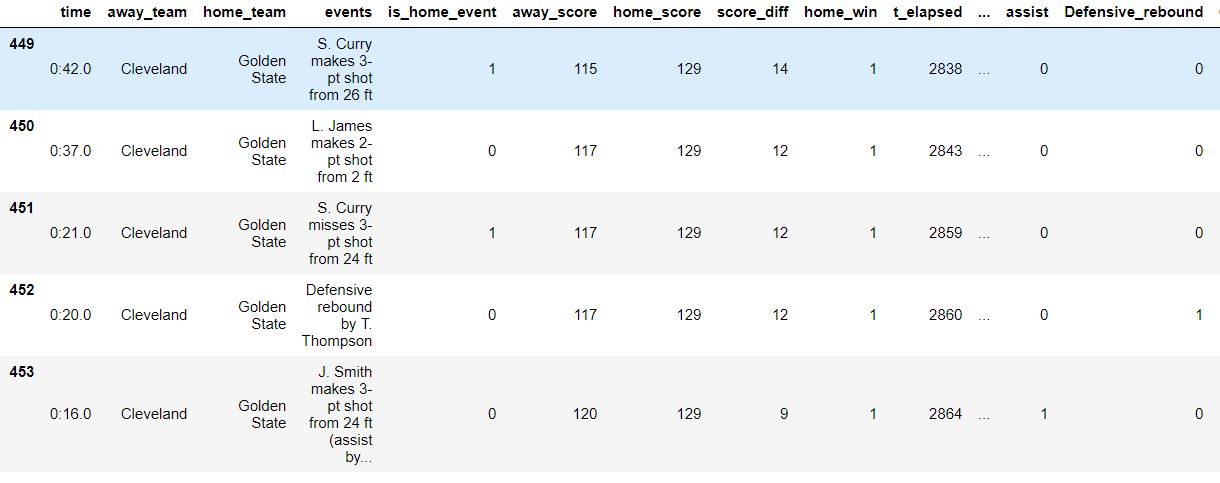 time away_team home_team events is_home_event away_score home_score score_diff home_win t_elapsed ... assist Defensive_rebound
449 0:42.0 Cleveland Golden State S. Curry makes 3-pt shot from 26 ft 1 115 129 14 1 2838 ... 0 0
450 0:37.0 Cleveland Golden State L. James makes 2-pt shot from 2 ft 0 117 129 12 1 2843 ... 0 0
451 0:21.0 Cleveland Golden State S. Curry misses 3-pt shot from 24 ft 1 117 129 12 1 2859 ... 0 0
452 0:20.0 Cleveland Golden State Defensive rebound by T. Thompson 0 117 129 12 1 2860 ... 0 1
453 0:16.0 Cleveland Golden State J. Smith makes 3-pt shot from 24 ft (assist by... 0 120 129 9 1 2864 ... 1 0